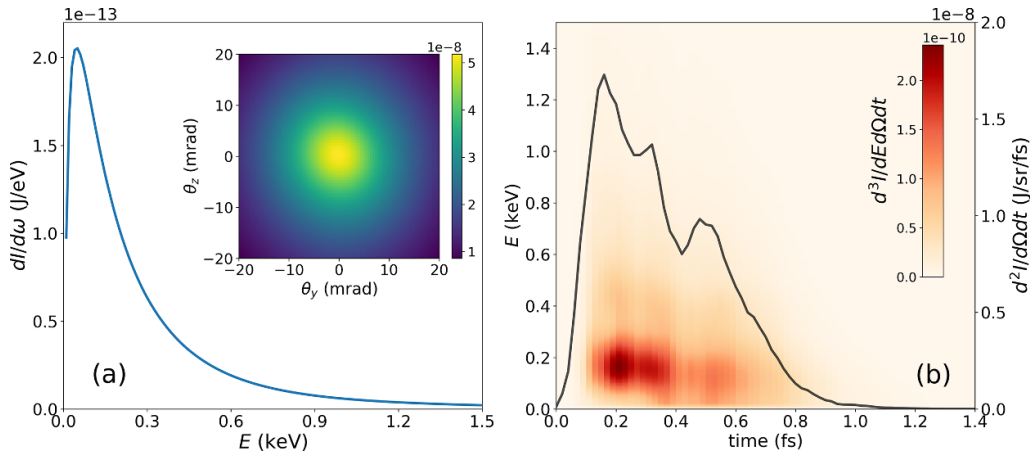 1e−13
2.0
1.5
1.0
0.5
0.0
dI/dω (J/eV)
0.0 0.3 0.6 0.9 1.2 1.5
E (keV)
(a)
20
10
0
−10
−20
θz (mrad)
−20 −10 0 10 20
θy (mrad)
1e−8
5
4
3
2
1
1.4
1.2
1.0
0.8
0.6
0.4
0.2
0.0
E (keV)
0.0 0.2 0.4 0.6 0.8 1.0 1.2 1.4
time (fs)
(b)
1e−10
2.0
1.5
1.0
0.5
0.0
d³I/dEdΩdt
1e−8
2.0
1.5
1.0
0.5
0.0
d²I/dΩdt (J/sr/fs)